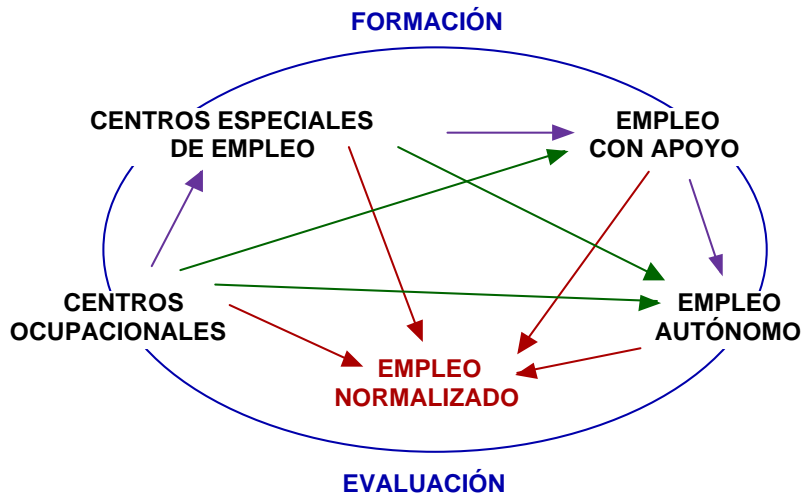 FORMACIÓN
CENTROS ESPECIALES
DE EMPLEO
EMPLEO
CON APOYO
CENTROS
OCUPACIONALES
EMPLEO
AUTÓNOMO
EMPLEO
NORMALIZADO
EVALUACIÓN